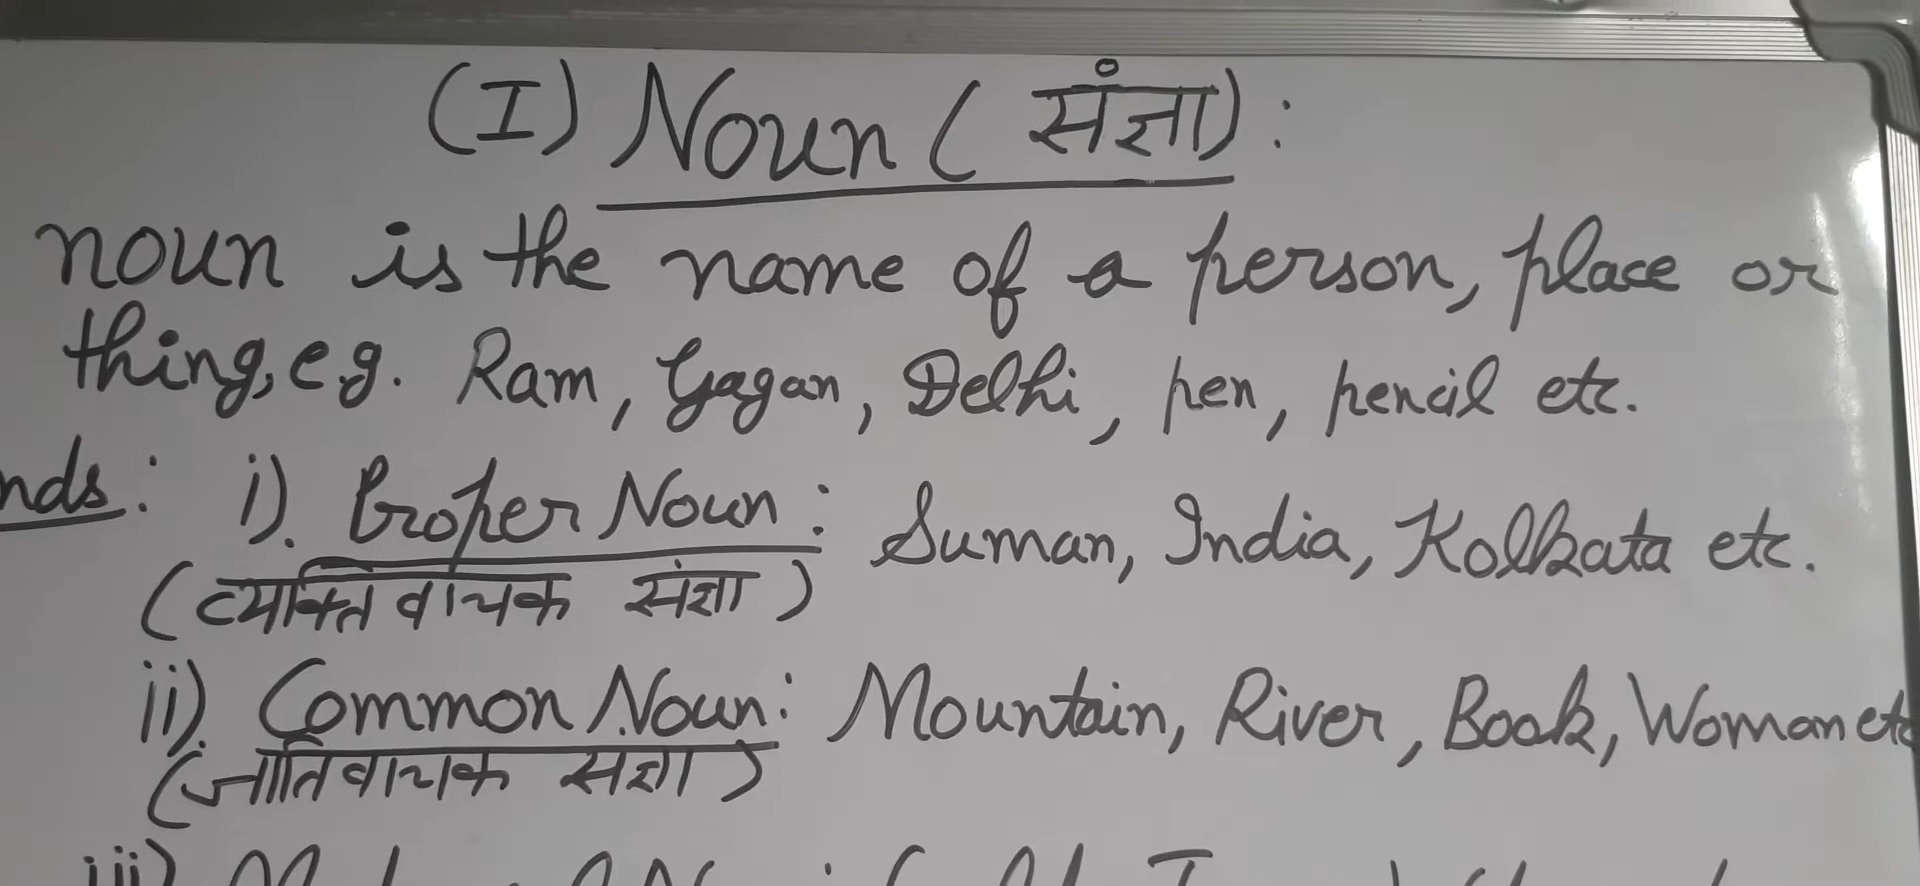 (I) Noun (संज्ञा):
noun is the name of a person, place or
thing, e.g. Ram, Gagan, Delhi, pen, pencil etc.
nds: i). Proper Noun: Suman, India, Kolkata etc.
(व्यक्तिवाचक संज्ञा)
ii). Common Noun: Mountain, River, Book, Woman etc
(जातिवाचक संज्ञा)
iii)